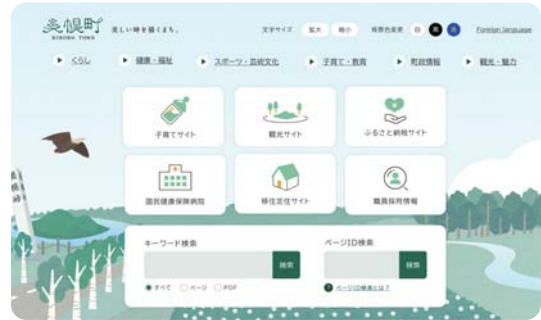 美幌町 美しい時を描くまち。 文字サイズ 拡大 縮小 背景色変更 白 黒 青 Foreign language
BIHORO TOWN
くらし 健康・福祉 スポーツ・芸術文化 子育て・教育 町政情報 観光・魅力
子育てサイト 観光サイト ふるさと納税サイト
国民健康保険病院 移住定住サイト 職員採用情報
キーワード検索 ページID検索
検索 検索
すべて ページ PDF ? ページID検索とは?